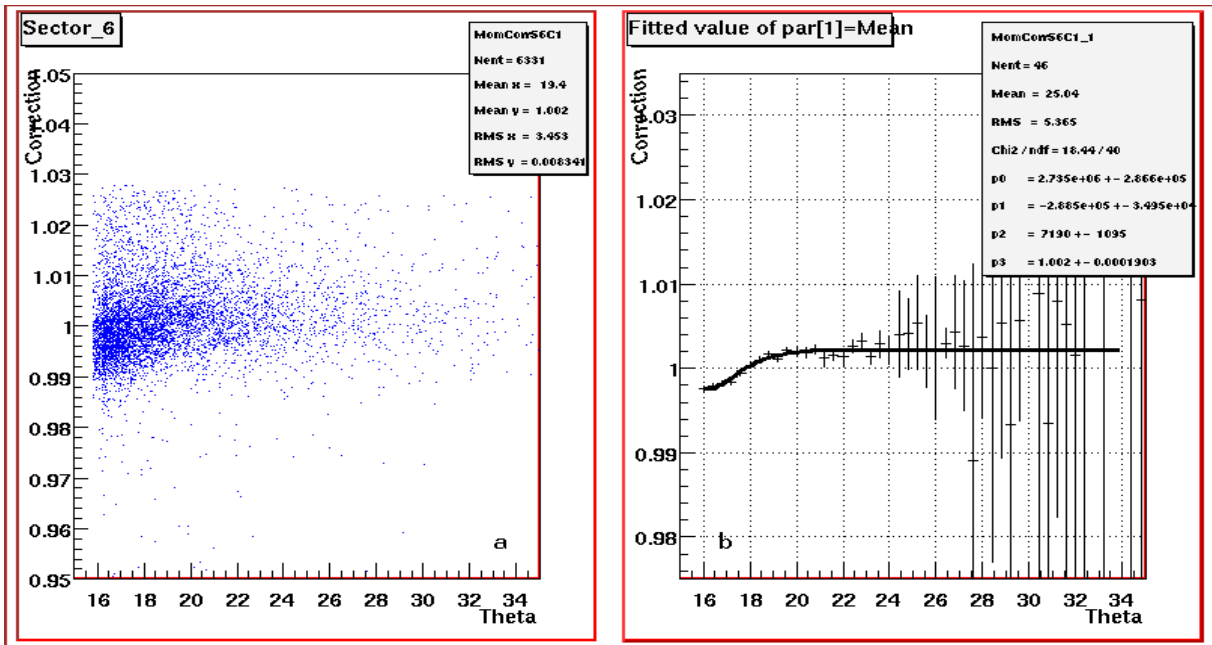 Sector_6
MomCorrS6C1
Nent = 6331
Mean x = 19.4
Mean y = 1.002
RMS x = 3.453
RMS y = 0.008341
Correction
1.05
1.04
1.03
1.02
1.01
1
0.99
0.98
0.97
0.96
0.95
a
16 18 20 22 24 26 28 30 32 34
Theta
Fitted value of par[1]=Mean
MomCorrS6C1_1
Nent = 46
Mean = 25.04
RMS = 5.365
Chi2 / ndf = 18.44 / 40
p0 = 2.735e+06 +- 2.866e+05
p1 = -2.885e+05 +- 3.495e+04
p2 = 7190 +- 1095
p3 = 1.002 +- 0.0001903
Correction
1.03
1.02
1.01
1
0.99
0.98
b
16 18 20 22 24 26 28 30 32 34
Theta